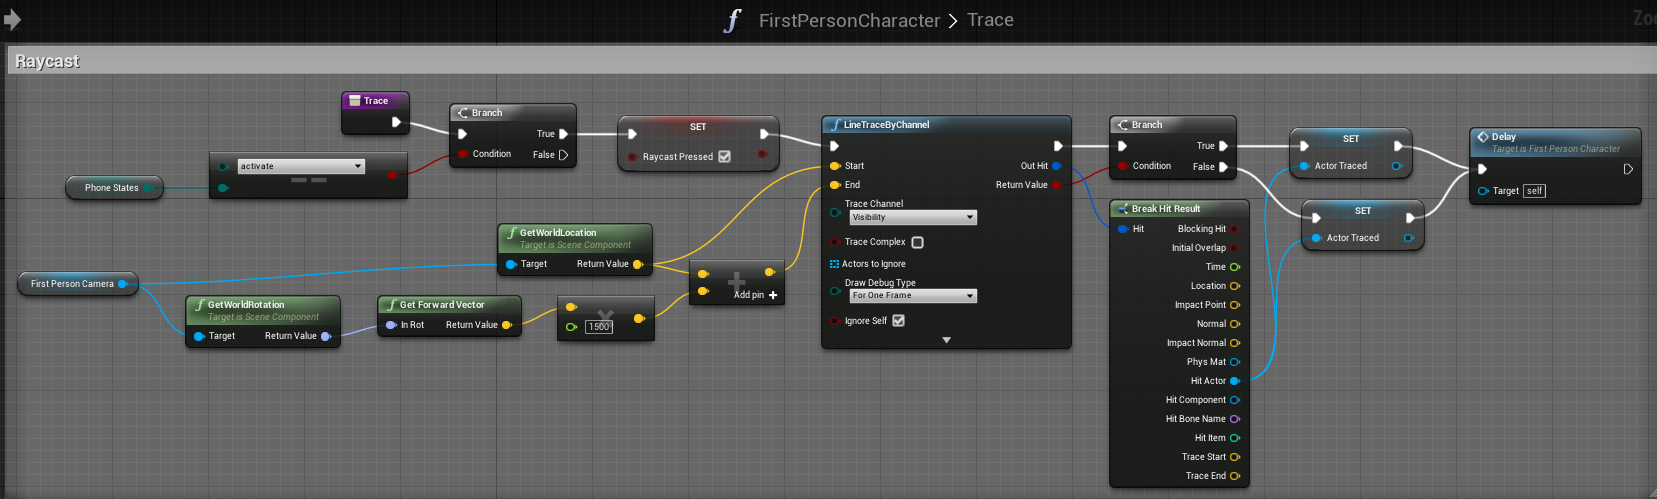 FirstPersonCharacter > Trace
Raycast
Trace
activate
Phone States
Branch
True
Condition
False
SET
Raycast Pressed
GetWorldLocation
Target is Scene Component
Target
Return Value
First Person Camera
GetWorldRotation
Target is Scene Component
Target
Return Value
Get Forward Vector
In Rot
Return Value
1500
Add pin
LineTraceByChannel
Start
Out Hit
End
Return Value
Trace Channel
Visibility
Trace Complex
Actors to Ignore
Draw Debug Type
For One Frame
Ignore Self
Branch
True
Condition
False
Break Hit Result
Hit
Blocking Hit
Initial Overlap
Time
Location
Impact Point
Normal
Impact Normal
Phys Mat
Hit Actor
Hit Component
Hit Bone Name
Hit Item
Trace Start
Trace End
SET
Actor Traced
SET
Actor Traced
Delay
Target is First Person Character
Target
self